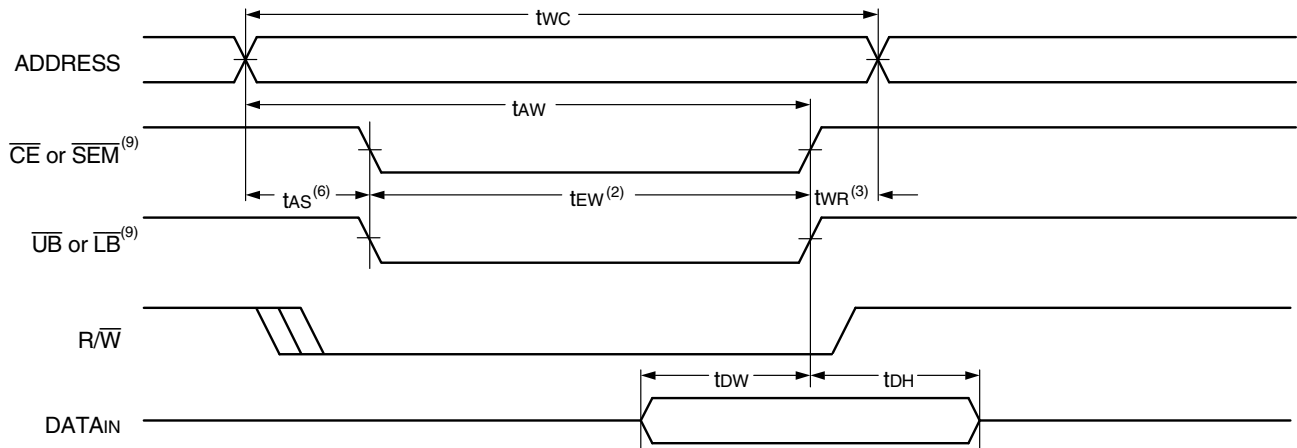 tWC
ADDRESS
tAW
CE or SEM(9)
tAS(6) tEW(2) tWR(3)
UB or LB(9)
R/W
tDW tDH
DATAIN